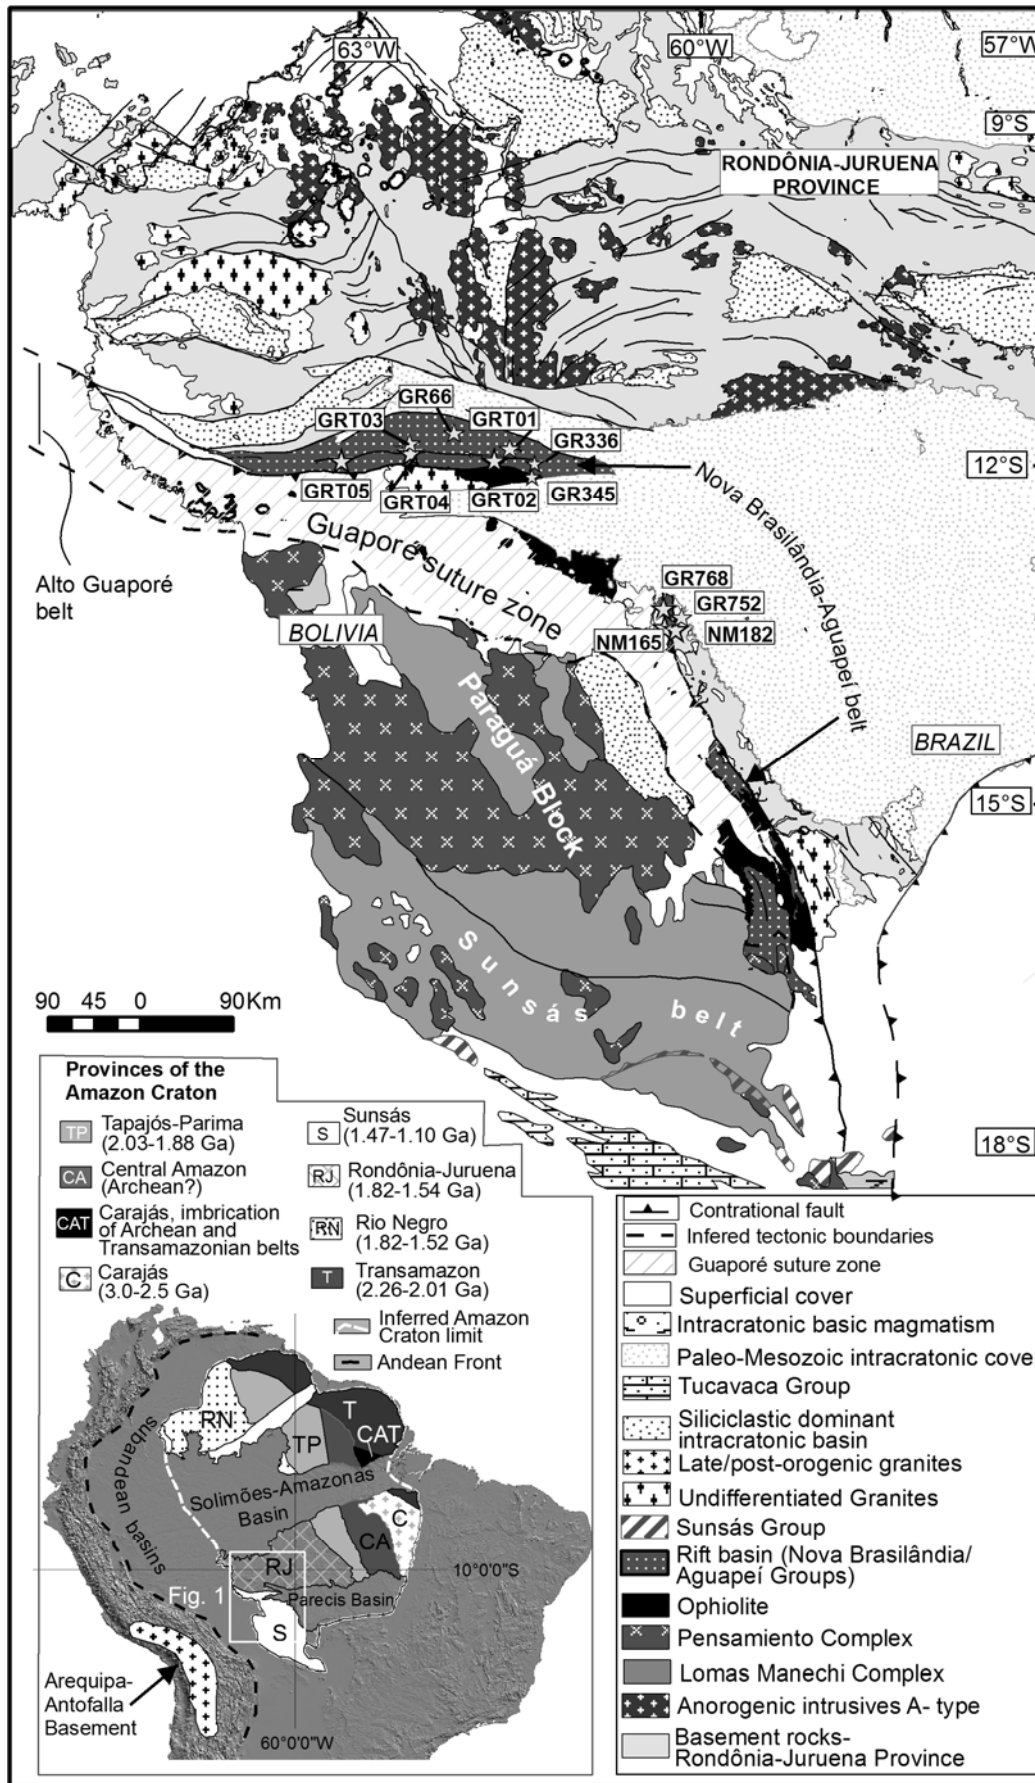 63°W
60°W
57°W
9°S
RONDÔNIA-JURUENA
PROVINCE
GR66
GRT03
GRT01
GR336
12°S
GRT05
GRT04
GRT02
GR345
Nova Brasilândia-Aguapeí belt
Guaporé suture zone
Alto Guaporé
belt
GR768
GR752
NM165
NM182
BOLIVIA
Paraguá Block
BRAZIL
15°S
Sunsás belt
90 45 0 90Km
18°S
Provinces of the
Amazon Craton
TP
Tapajós-Parima
(2.03-1.88 Ga)
CA
Central Amazon
(Archean?)
CAT
Carajás, imbrication
of Archean and
Transamazonian belts
C
Carajás
(3.0-2.5 Ga)
S
Sunsás
(1.47-1.10 Ga)
RJ
Rondônia-Juruena
(1.82-1.54 Ga)
RN
Rio Negro
(1.82-1.52 Ga)
T
Transamazon
(2.26-2.01 Ga)
Inferred Amazon
Craton limit
Andean Front
RN
T
CAT
TP
subandean basins
Solimões-Amazonas
Basin
C
CA
RJ
10°0'0"S
Fig. 1
Parecis Basin
S
Arequipa-
Antofalla
Basement
60°0'0"W
Contrational fault
Infered tectonic boundaries
Guaporé suture zone
Superficial cover
Intracratonic basic magmatism
Paleo-Mesozoic intracratonic cove
Tucavaca Group
Siliciclastic dominant
intracratonic basin
Late/post-orogenic granites
Undifferentiated Granites
Sunsás Group
Rift basin (Nova Brasilândia/
Aguapeí Groups)
Ophiolite
Pensamiento Complex
Lomas Manechi Complex
Anorogenic intrusives A- type
Basement rocks-
Rondônia-Juruena Province